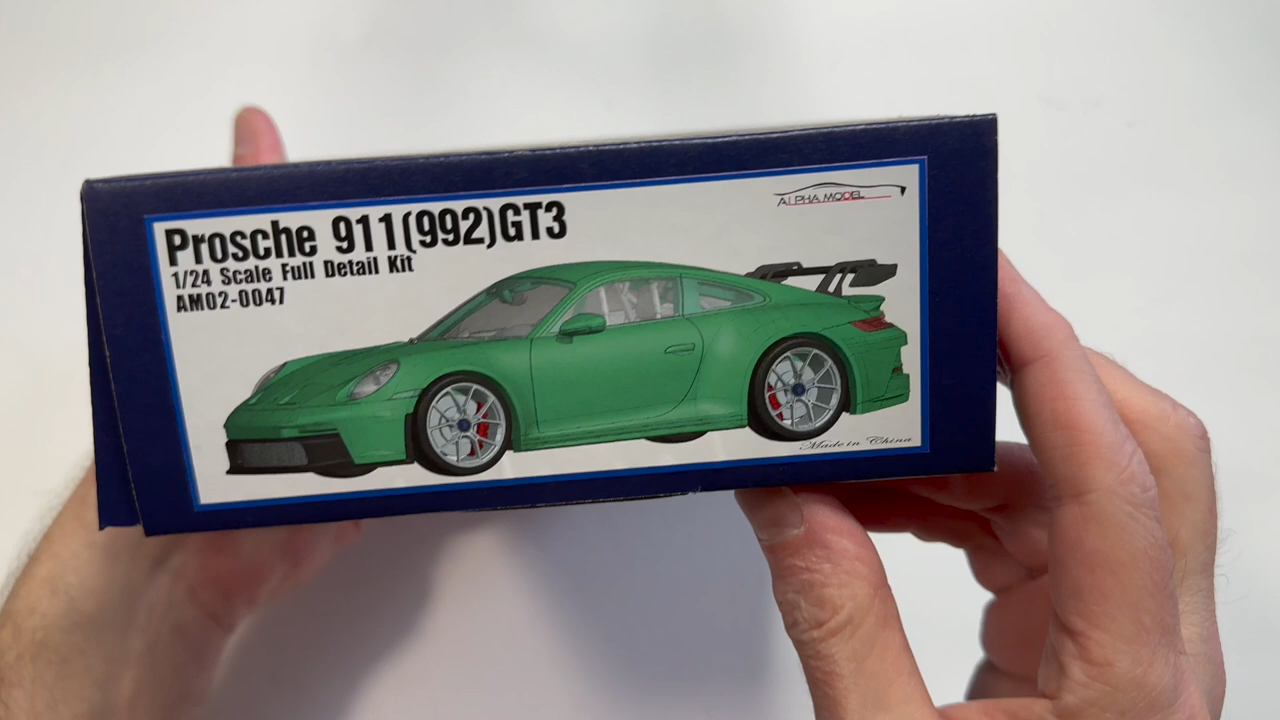 Prosche 911(992)GT3
1/24 Scale Full Detail Kit
AM02-0047
ALPHA MODEL
Made in China